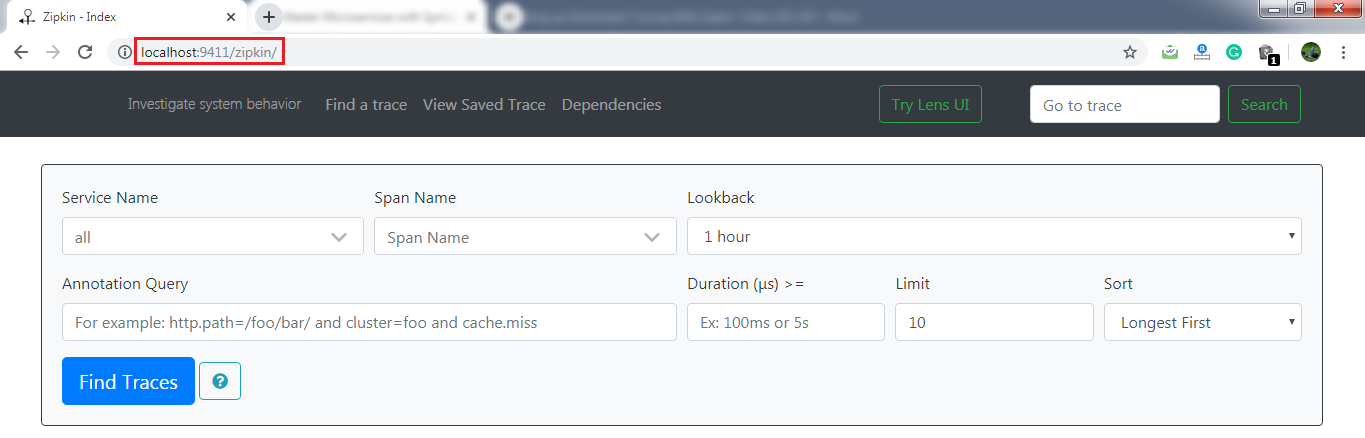 Zipkin - Index
localhost:9411/zipkin/
1
Investigate system behavior Find a trace View Saved Trace Dependencies Try Lens UI Go to trace Search
Service Name Span Name Lookback
all Span Name 1 hour
Annotation Query Duration (µs) >= Limit Sort
For example: http.path=/foo/bar/ and cluster=foo and cache.miss Ex: 100ms or 5s 10 Longest First
Find Traces ?